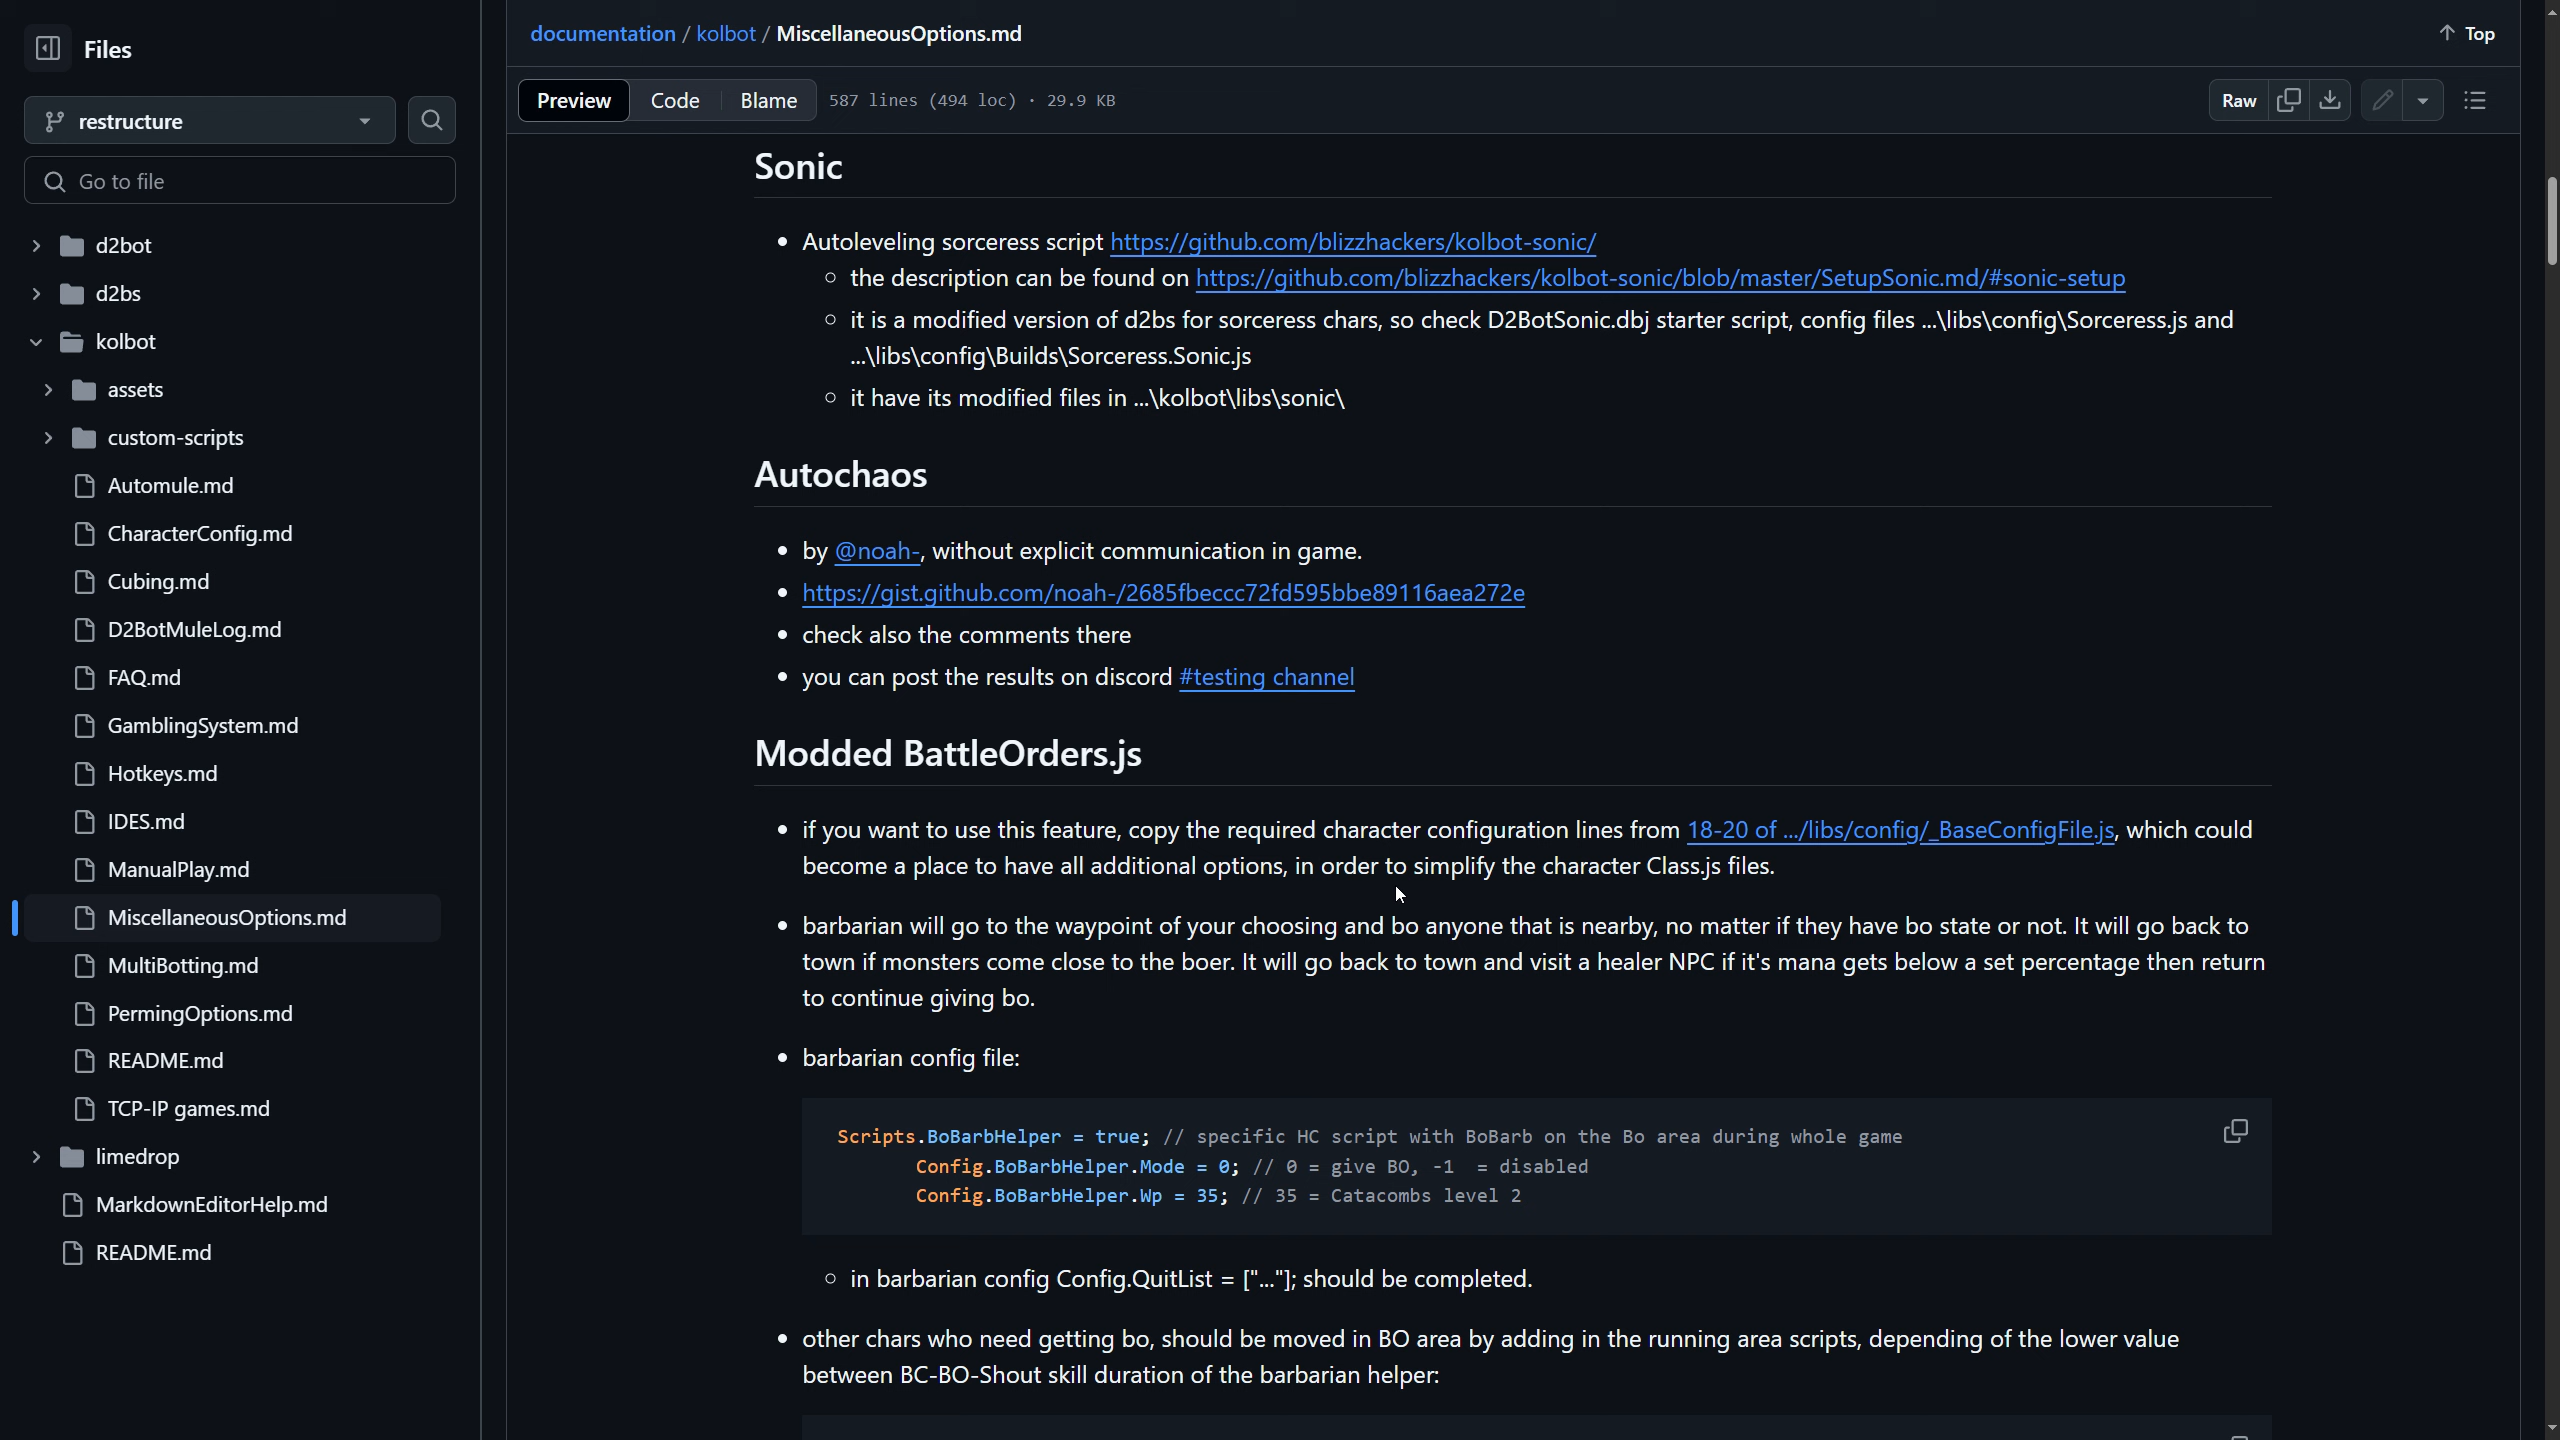 Files
restructure
Go to file
d2bot
d2bs
kolbot
assets
custom-scripts
Automule.md
CharacterConfig.md
Cubing.md
D2BotMuleLog.md
FAQ.md
GamblingSystem.md
Hotkeys.md
IDES.md
ManualPlay.md
MiscellaneousOptions.md
MultiBotting.md
PermingOptions.md
README.md
TCP-IP games.md
limedrop
MarkdownEditorHelp.md
README.md
documentation / kolbot / MiscellaneousOptions.md
Top
Preview Code Blame 587 lines (494 loc) · 29.9 KB
Raw
Sonic
• Autoleveling sorceress script https://github.com/blizzhackers/kolbot-sonic/
○ the description can be found on https://github.com/blizzhackers/kolbot-sonic/blob/master/SetupSonic.md/#sonic-setup
○ it is a modified version of d2bs for sorceress chars, so check D2BotSonic.dbj starter script, config files ...\libs\config\Sorceress.js and
...\libs\config\Builds\Sorceress.Sonic.js
○ it have its modified files in ...\kolbot\libs\sonic\
Autochaos
• by @noah-, without explicit communication in game.
• https://gist.github.com/noah-/2685fbeccc72fd595bbe89116aea272e
• check also the comments there
• you can post the results on discord #testing channel
Modded BattleOrders.js
• if you want to use this feature, copy the required character configuration lines from 18-20 of .../libs/config/_BaseConfigFile.js, which could
become a place to have all additional options, in order to simplify the character Class.js files.
• barbarian will go to the waypoint of your choosing and bo anyone that is nearby, no matter if they have bo state or not. It will go back to
town if monsters come close to the boer. It will go back to town and visit a healer NPC if it's mana gets below a set percentage then return
to continue giving bo.
• barbarian config file:
Scripts.BoBarbHelper = true; // specific HC script with BoBarb on the Bo area during whole game
Config.BoBarbHelper.Mode = 0; // 0 = give BO, -1  = disabled
Config.BoBarbHelper.Wp = 35; // 35 = Catacombs level 2
○ in barbarian config Config.QuitList = ["..."]; should be completed.
• other chars who need getting bo, should be moved in BO area by adding in the running area scripts, depending of the lower value
between BC-BO-Shout skill duration of the barbarian helper: